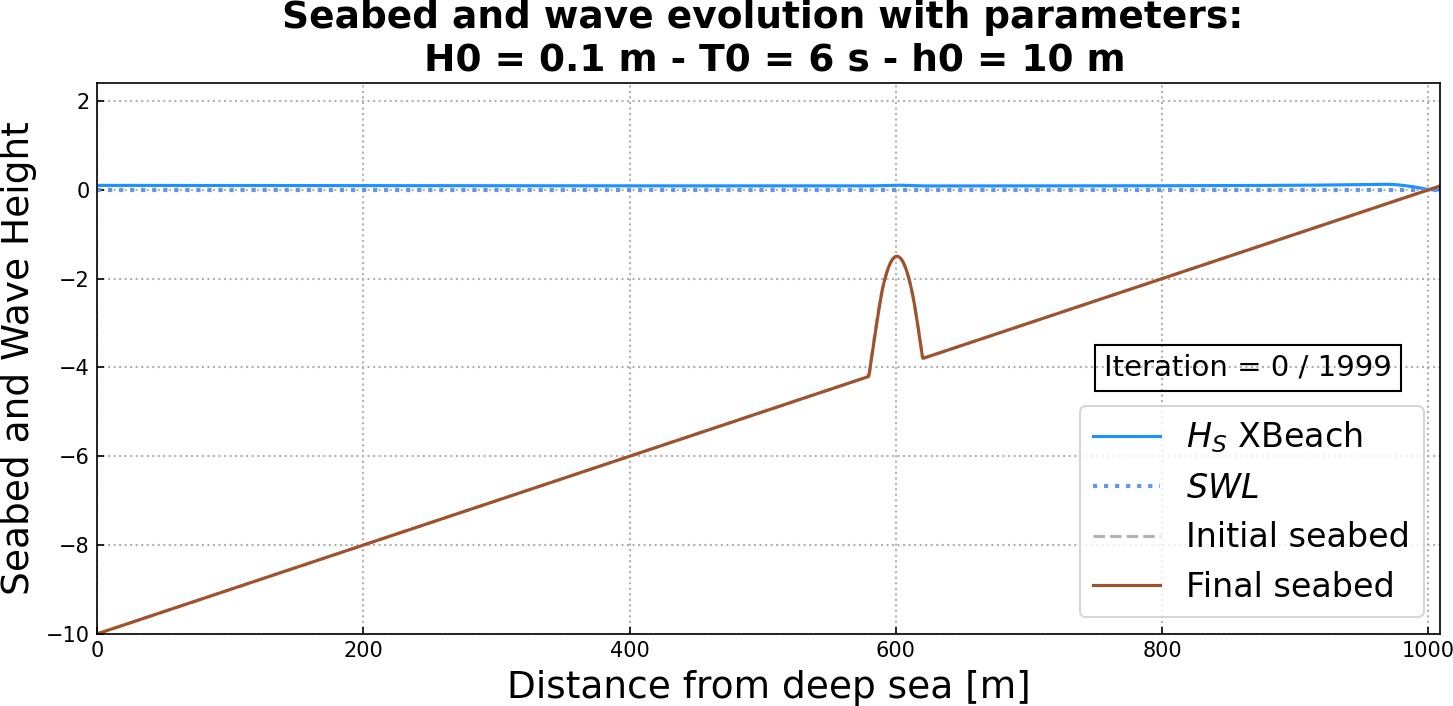 Seabed and wave evolution with parameters:
H0 = 0.1 m - T0 = 6 s - h0 = 10 m
Seabed and Wave Height
2
0
−2
−4
−6
−8
−10
Iteration = 0 / 1999
H_S XBeach
SWL
Initial seabed
Final seabed
0 200 400 600 800 1000
Distance from deep sea [m]